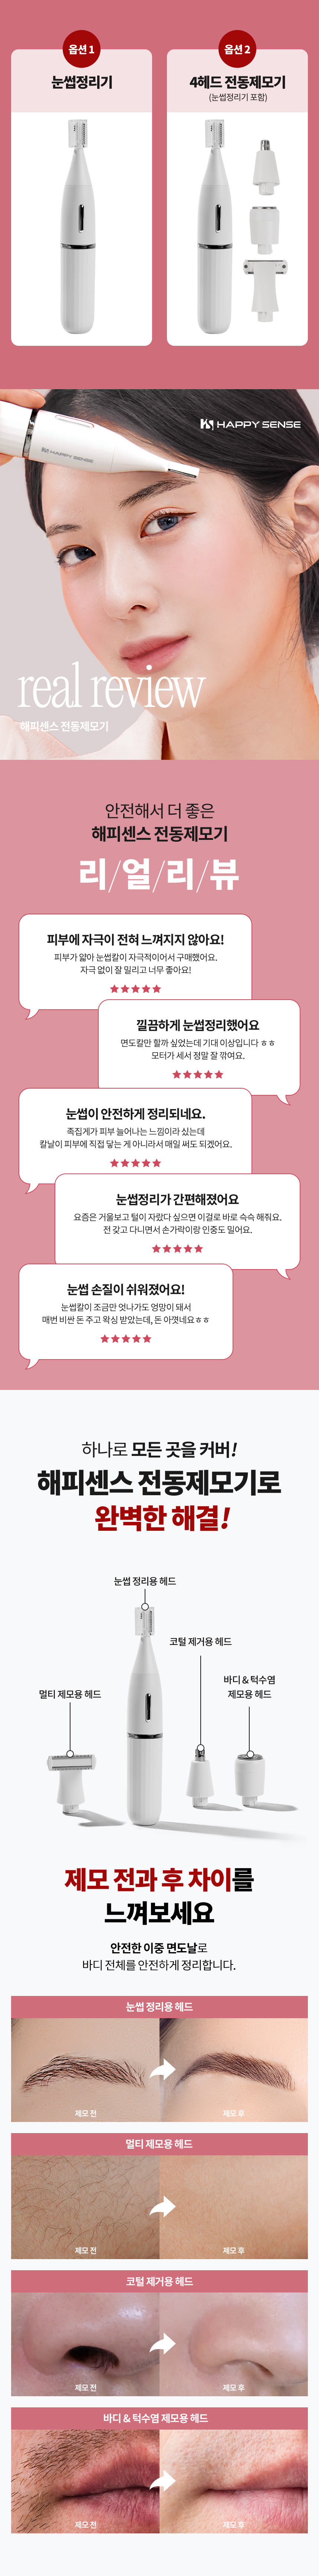 옵션 1
눈썹정리기
옵션 2
4헤드 전동제모기
(눈썹정리기 포함)
HAPPY SENSE
HAPPY SENSE
real review
해피센스 전동제모기
안전해서 더 좋은
해피센스 전동제모기
리/얼/리/뷰
피부에 자극이 전혀 느껴지지 않아요!
피부가 얇아 눈썹칼이 자극적이어서 구매했어요.
자극 없이 잘 밀리고 너무 좋아요!
★★★★★
낄끔하게 눈썹정리했어요
면도칼만 할까 싶었는데 기대 이상입니다 ㅎㅎ
모터가 세서 정말 잘 깎여요.
★★★★★
눈썹이 안전하게 정리되네요.
족집게가 피부 늘어나는 느낌이라 싫는데
칼날이 피부에 직접 닿는 게 아니라서 매일 써도 되겠어요.
★★★★★
눈썹정리가 간편해졌어요
요즘은 거울보고 털이 자랐다 싶으면 이걸로 바로 슥슥 해줘요.
전 갖고 다니면서 손가락이랑 인중도 밀어요.
★★★★★
눈썹 손질이 쉬워졌어요!
눈썹칼이 조금만 엇나가도 엉망이 돼서
매번 비싼 돈 주고 왁싱 받았는데, 돈 아꼇네요ㅎㅎ
★★★★★
하나로 모든 곳을 커버!
해피센스 전동제모기로
완벽한 해결!
눈썹 정리용 헤드
코털 제거용 헤드
바디 & 턱수염
제모용 헤드
멀티 제모용 헤드
제모 전과 후 차이를
느껴보세요
안전한 이중 면도날로
바디 전체를 안전하게 정리합니다.
눈썹 정리용 헤드
제모 전
제모 후
멀티 제모용 헤드
제모 전
제모 후
코털 제거용 헤드
제모 전
제모 후
바디 & 턱수염 제모용 헤드
제모 전
제모 후